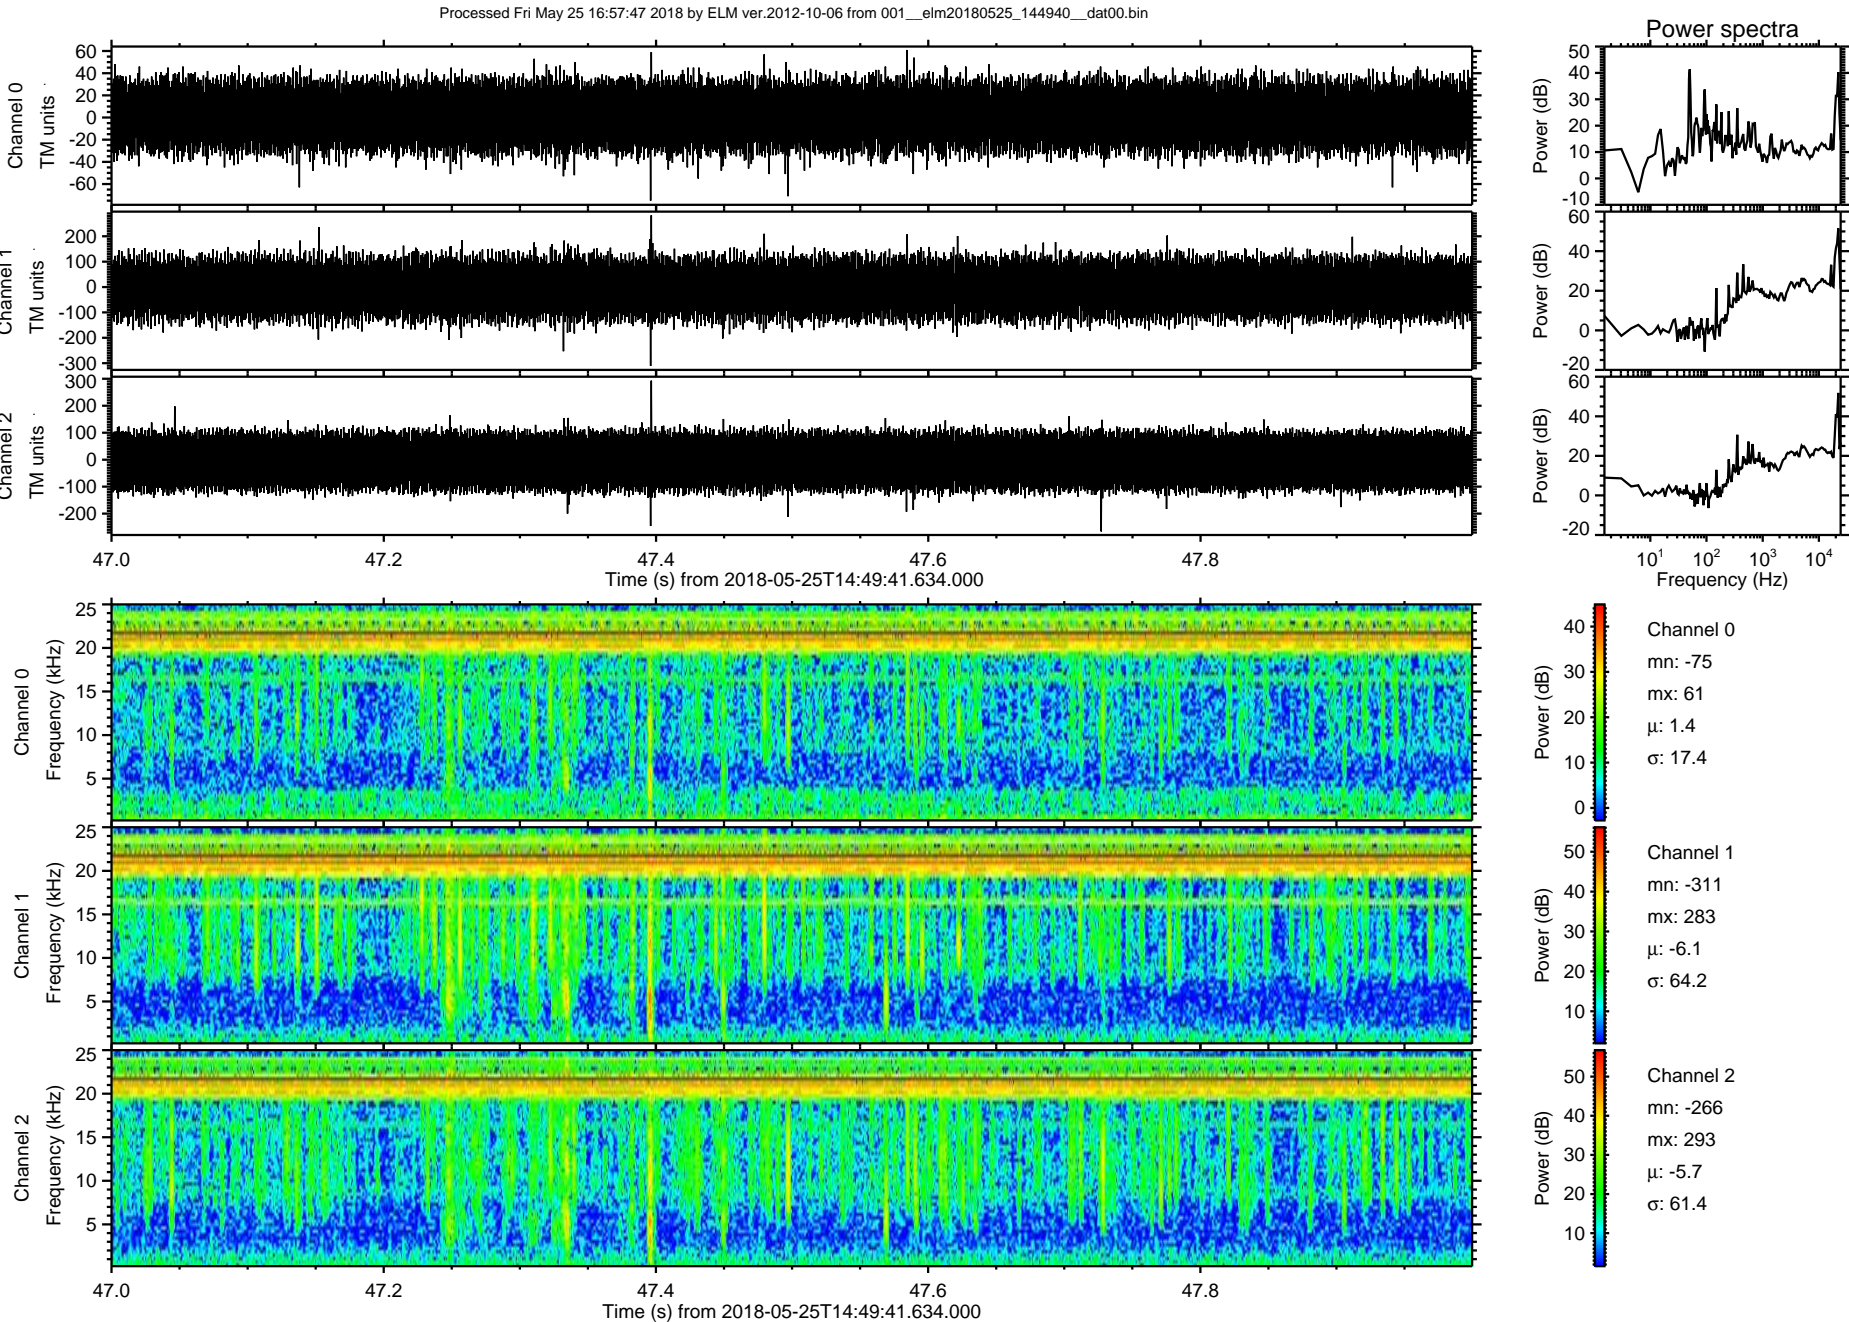 Processed Fri May 25 16:57:47 2018 by ELM ver.2012-10-06 from 001__elm20180525_144940__dat00.bin
Power spectra
Channel 0
TM units
60
40
20
0
-20
-40
-60
Power (dB)
50
40
30
20
10
0
-10
Channel 1
TM units
200
100
0
-100
-200
-300
Power (dB)
60
40
20
0
-20
Channel 2
TM units
300
200
100
0
-100
-200
Power (dB)
60
40
20
0
-20
47.0 47.2 47.4 47.6 47.8
Time (s) from 2018-05-25T14:49:41.634.000
10^1 10^2 10^3 10^4
Frequency (Hz)
Channel 0
Frequency (kHz)
25
20
15
10
5
Power (dB)
40
30
20
10
0
Channel 0
mn: -75
mx: 61
μ: 1.4
σ: 17.4
Channel 1
Frequency (kHz)
25
20
15
10
5
Power (dB)
50
40
30
20
10
Channel 1
mn: -311
mx: 283
μ: -6.1
σ: 64.2
Channel 2
Frequency (kHz)
25
20
15
10
5
Power (dB)
50
40
30
20
10
Channel 2
mn: -266
mx: 293
μ: -5.7
σ: 61.4
47.0 47.2 47.4 47.6 47.8
Time (s) from 2018-05-25T14:49:41.634.000